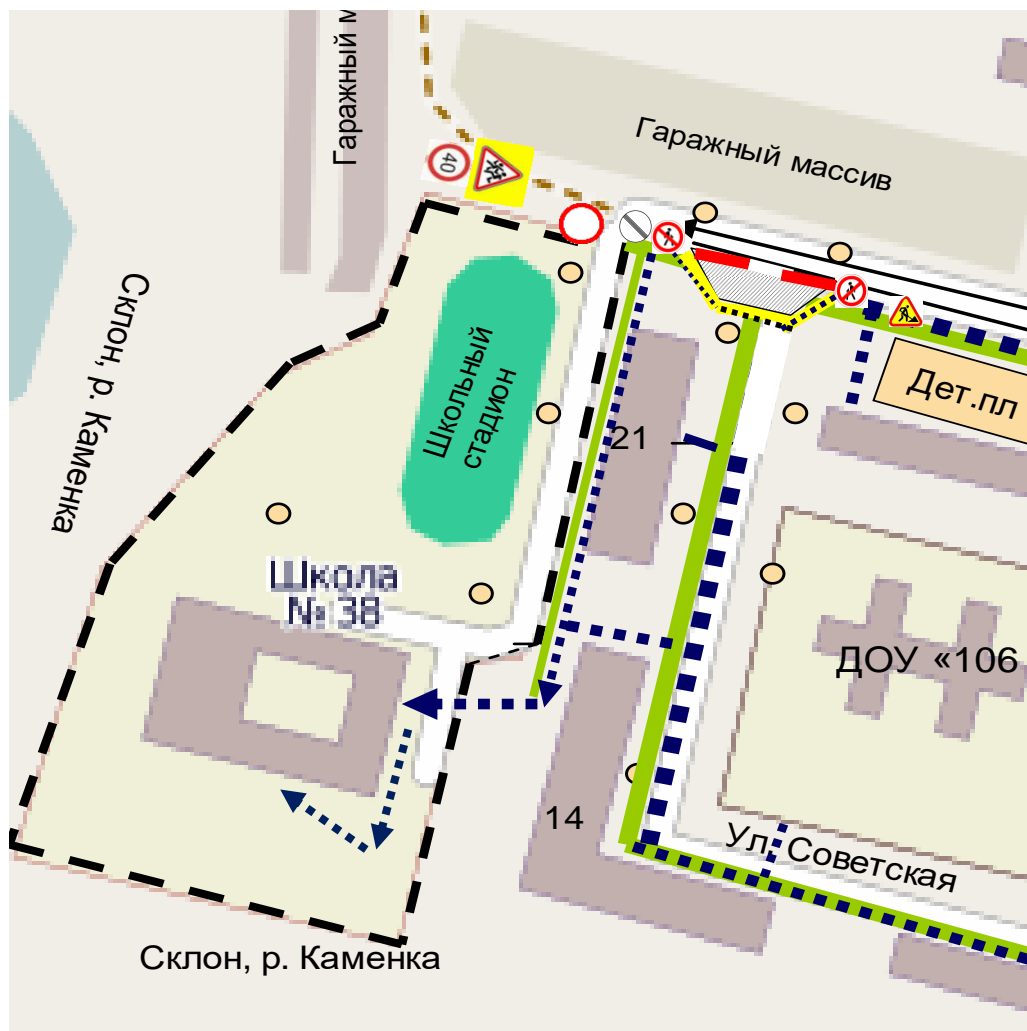 Гаражный м
Гаражный массив
40
Склон, р. Каменка
Школьный
стадион
21
Дет.пл
Школа
№ 38
ДОУ «106
14
Ул. Советская
Склон, р. Каменка